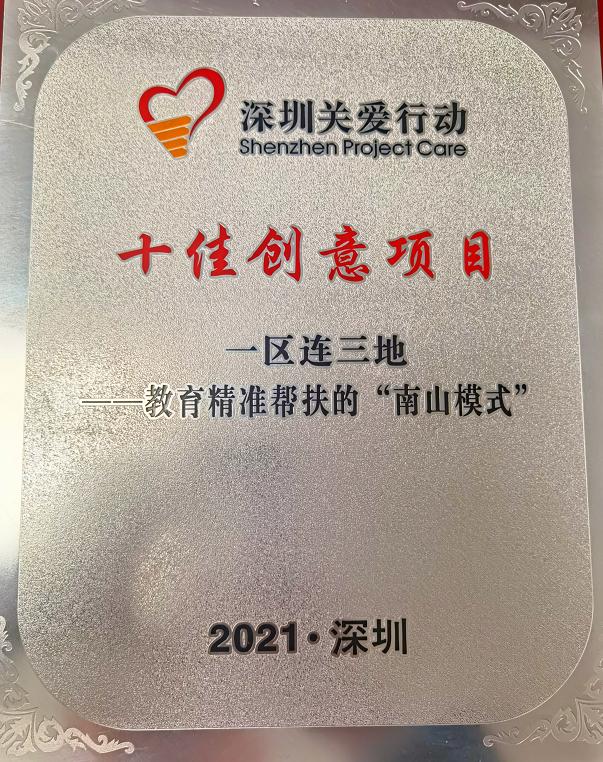 深圳关爱行动
Shenzhen Project Care
十佳创意项目
一区连三地
——教育精准帮扶的“南山模式”
2021·深圳